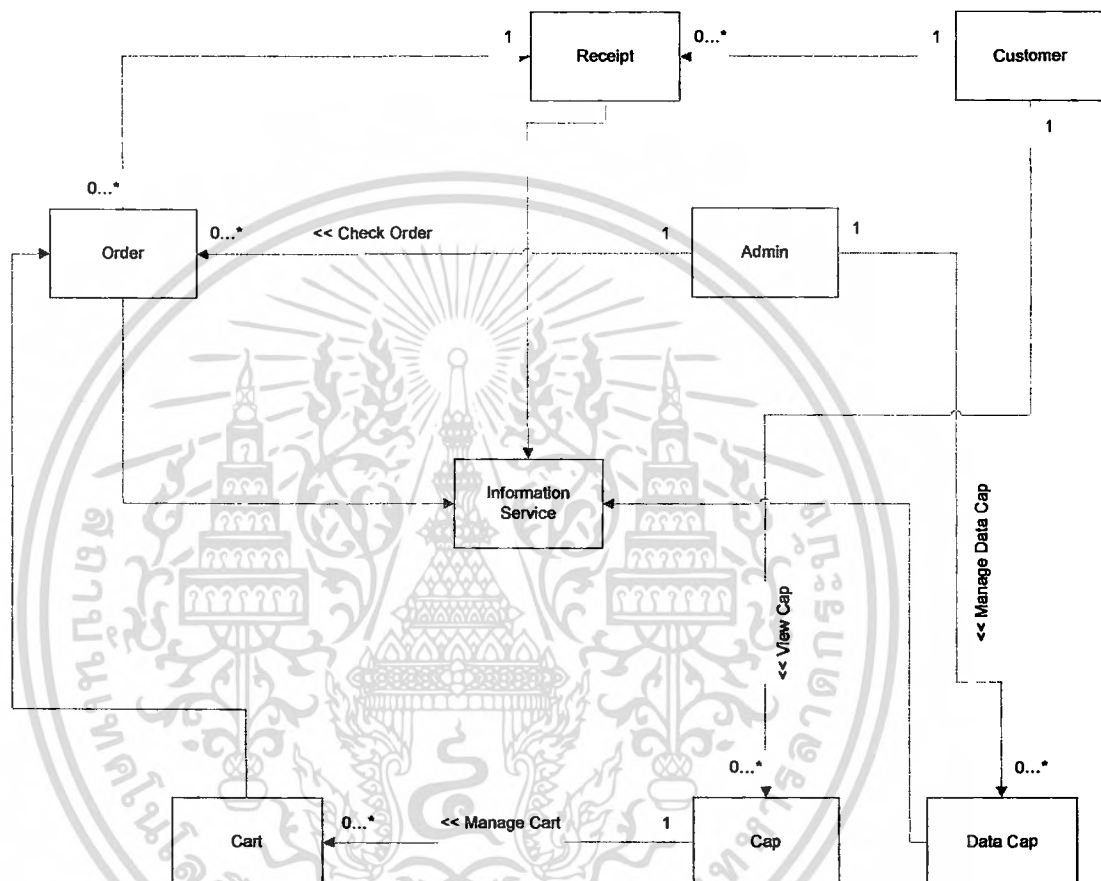 1
Receipt
0...*
1
Customer
1
0...*
Order
0...*
<< Check Order
1
Admin
1
Information
Service
<< View Cap
<< Manage Data Cap
0...*
0...*
Cart
0...*
<< Manage Cart
1
Cap
Data Cap